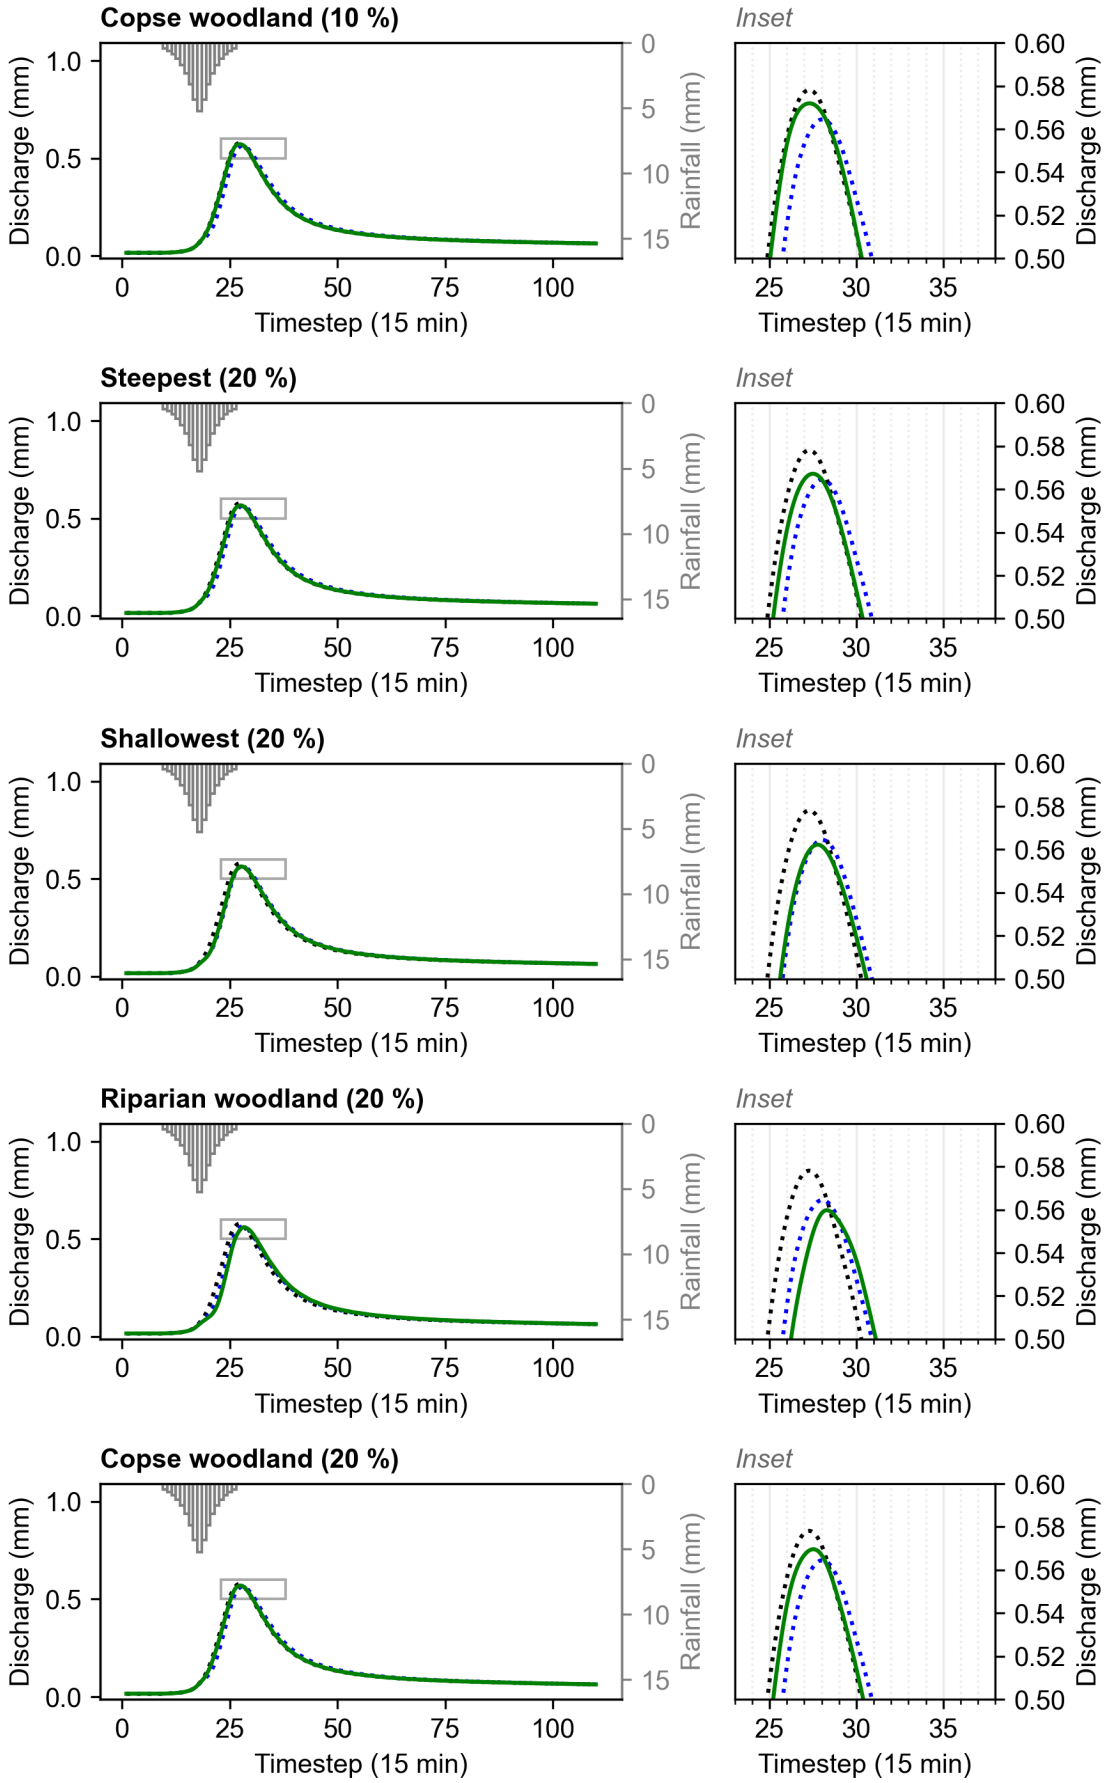 Copse woodland (10 %)
Inset
1.0
0.5
0.0
Discharge (mm)
0
5
10
15
Rainfall (mm)
0.60
0.58
0.56
0.54
0.52
0.50
Discharge (mm)
0 25 50 75 100
25 30 35
Timestep (15 min)
Timestep (15 min)
Steepest (20 %)
Inset
1.0
0.5
0.0
Discharge (mm)
0
5
10
15
Rainfall (mm)
0.60
0.58
0.56
0.54
0.52
0.50
Discharge (mm)
0 25 50 75 100
25 30 35
Timestep (15 min)
Timestep (15 min)
Shallowest (20 %)
Inset
1.0
0.5
0.0
Discharge (mm)
0
5
10
15
Rainfall (mm)
0.60
0.58
0.56
0.54
0.52
0.50
Discharge (mm)
0 25 50 75 100
25 30 35
Timestep (15 min)
Timestep (15 min)
Riparian woodland (20 %)
Inset
1.0
0.5
0.0
Discharge (mm)
0
5
10
15
Rainfall (mm)
0.60
0.58
0.56
0.54
0.52
0.50
Discharge (mm)
0 25 50 75 100
25 30 35
Timestep (15 min)
Timestep (15 min)
Copse woodland (20 %)
Inset
1.0
0.5
0.0
Discharge (mm)
0
5
10
15
Rainfall (mm)
0.60
0.58
0.56
0.54
0.52
0.50
Discharge (mm)
0 25 50 75 100
25 30 35
Timestep (15 min)
Timestep (15 min)